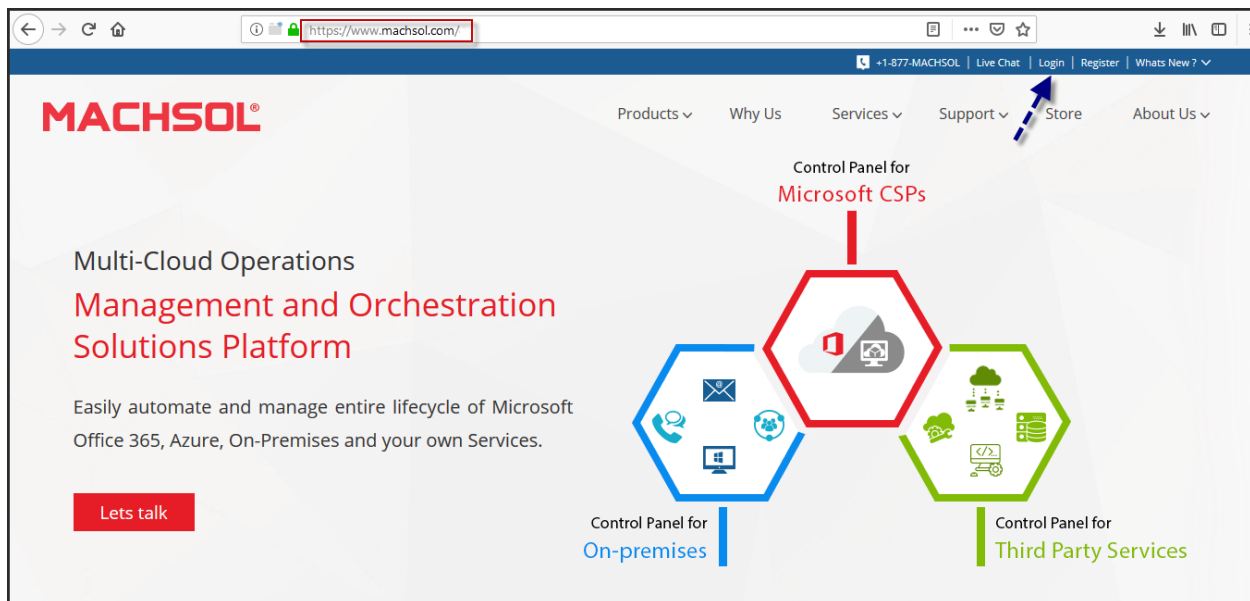 https://www.machsol.com/
+1-877-MACHSOL | Live Chat | Login | Register | Whats New ?
MACHSOL®
Products Why Us Services Support Store About Us
Control Panel for
Microsoft CSPs
Multi-Cloud Operations
Management and Orchestration
Solutions Platform
Easily automate and manage entire lifecycle of Microsoft
Office 365, Azure, On-Premises and your own Services.
Lets talk
Control Panel for
On-premises
Control Panel for
Third Party Services